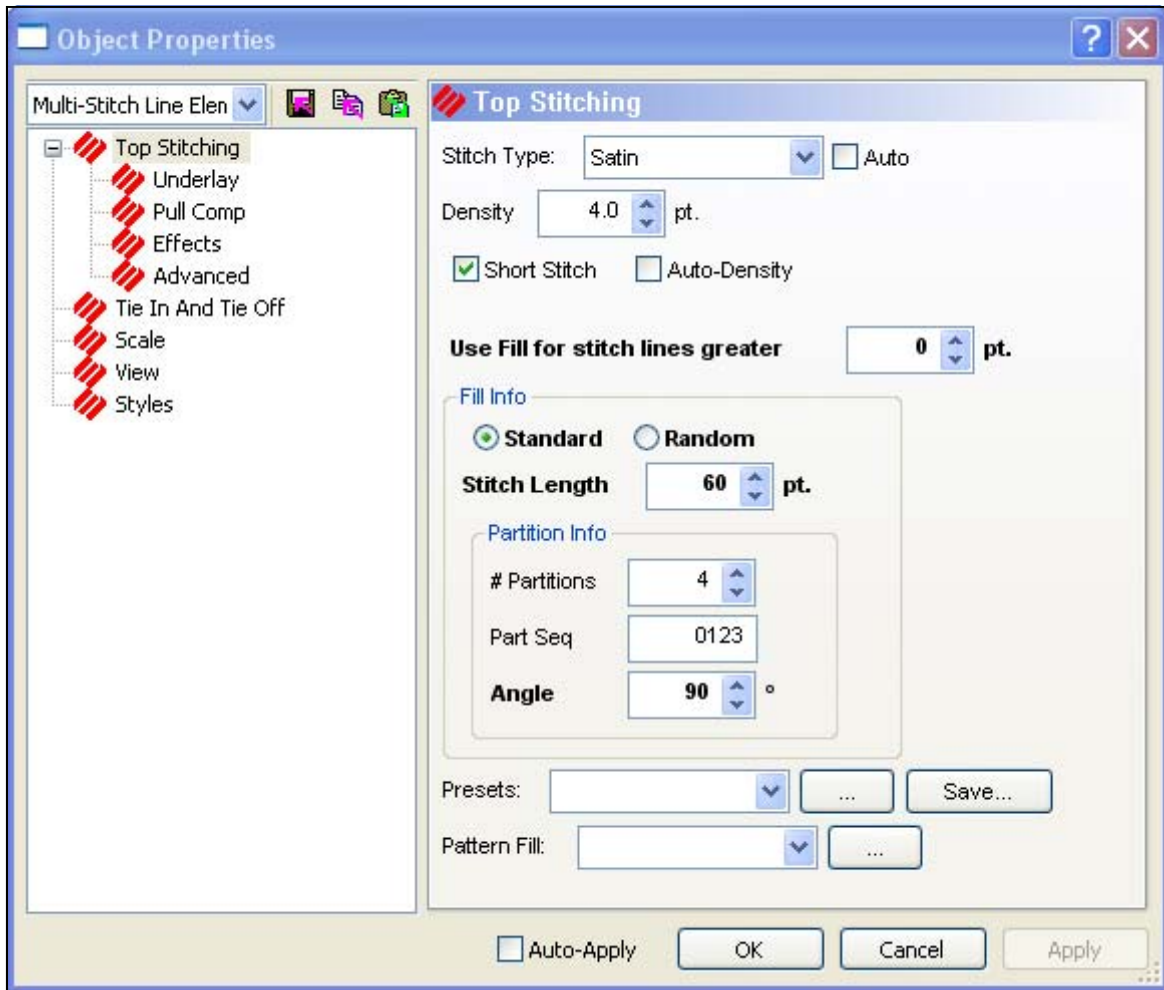 Object Properties
Multi-Stitch Line Elen
Top Stitching
Underlay
Pull Comp
Effects
Advanced
Tie In And Tie Off
Scale
View
Styles
Top Stitching
Stitch Type: Satin Auto
Density 4.0 pt.
Short Stitch Auto-Density
Use Fill for stitch lines greater 0 pt.
Fill Info
Standard Random
Stitch Length 60 pt.
Partition Info
# Partitions 4
Part Seq 0123
Angle 90 °
Presets: ... Save...
Pattern Fill: ...
Auto-Apply OK Cancel Apply